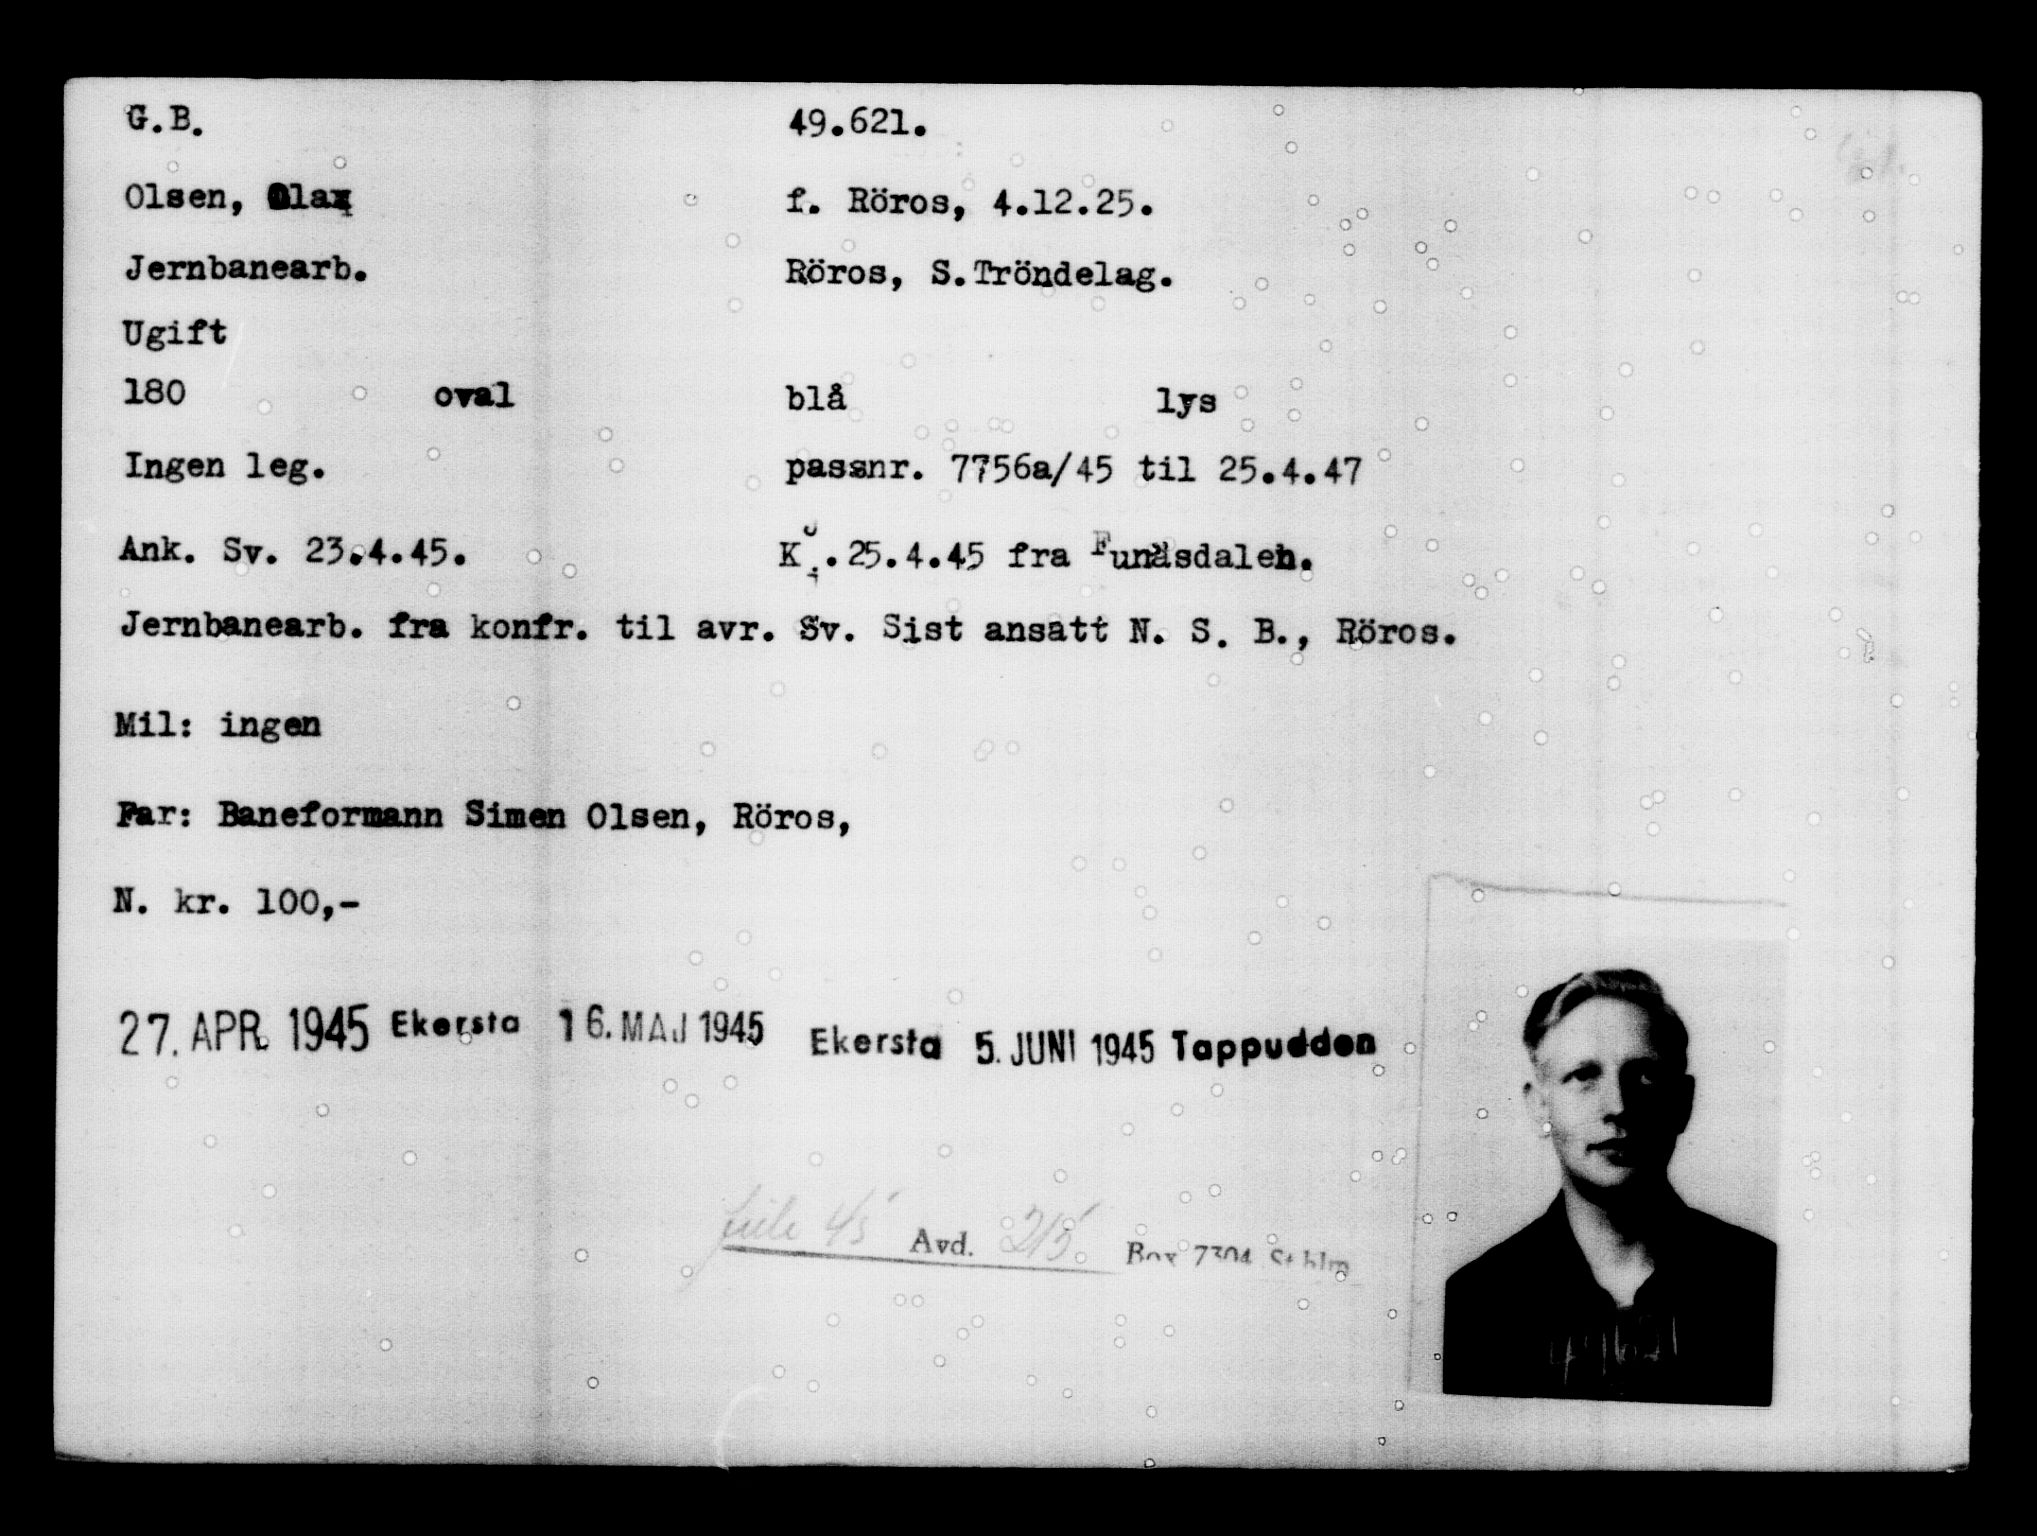 G.B. 49.621.
Olsen, Ola f. Röros, 4.12.25.
Jernbanearb. Röros, S.Tröndelag.
Ugift
180 oval blå lys
Ingen leg. passnr. 7756a/45 til 25.4.47
Ank. Sv. 23.4.45. K. 25.4.45 fra Funäsdalen.
Jernbanearb. fra konfr. til avr. Sv. Sist ansatt N. S. B., Röros.
Mil: ingen
Far: Baneformann Simen Olsen, Röros,
N. kr. 100,-
27. APR. 1945 Ekersta 16. MAJ 1945 Ekersta 5. JUNI 1945 Tappudden
45 Avd. 215 Box 7304 Sthlm